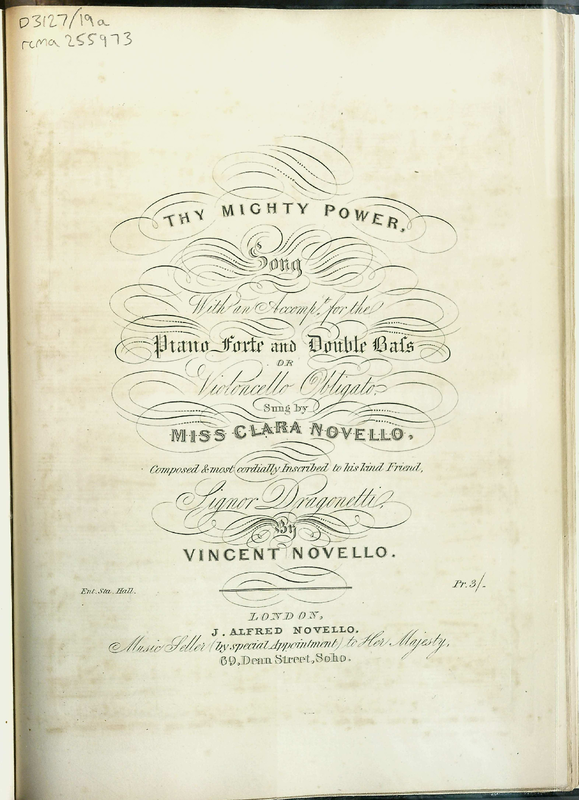 D3127/19a
rcma 255973
THY MIGHTY POWER,
Song
With an Accompt. for the
Piano Forte and Double Baſs
OR
Violoncello Obligato,
Sung by
MISS CLARA NOVELLO,
Composed & most cordially Inscribed to his kind Friend,
Signor Dragonetti.
By
VINCENT NOVELLO.
Ent. Sta. Hall.
Pr. 3/-
LONDON,
J. ALFRED NOVELLO.
Music Seller (by special Appointment) to Her Majesty,
69, Dean Street, Soho.